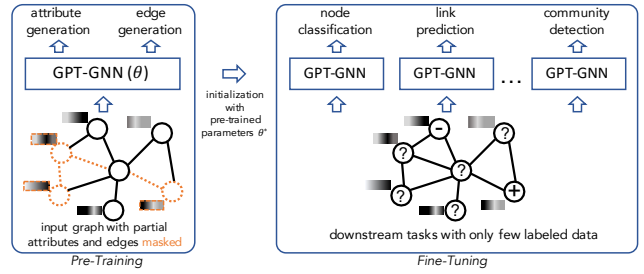 attribute generation
edge generation
GPT-GNN (θ)
input graph with partial
attributes and edges masked
Pre-Training
initialization
with
pre-trained
parameters θ*
node
classification
link
prediction
community
detection
GPT-GNN
GPT-GNN
...
GPT-GNN
-
?
?
?
?
+
?
downstream tasks with only few labeled data
Fine-Tuning